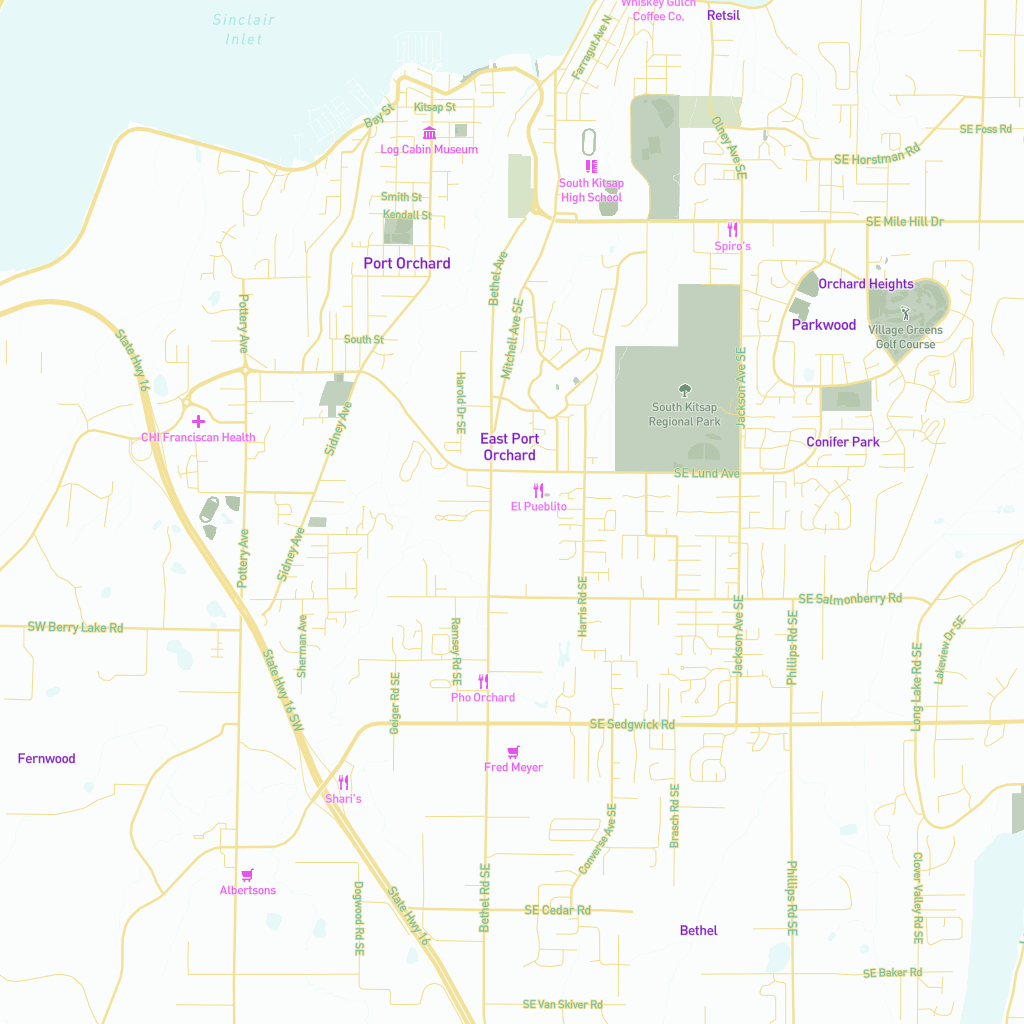 Whiskey Gulch
Coffee Co.
Retsil
Sinclair
Inlet
Farragut Ave N
Kitsap St
Bay St
Log Cabin Museum
Olney Ave SE
SE Foss Rd
SE Horstman Rd
South Kitsap
High School
Smith St
Kendall St
SE Mile Hill Dr
Spiro's
Port Orchard
Bethel Ave
Orchard Heights
Pottery Ave
Mitchell Ave SE
Parkwood
Village Greens
Golf Course
State Hwy 16
South St
Jackson Ave SE
Harold Dr SE
South Kitsap
Regional Park
Sidney Ave
CHI Franciscan Health
East Port
Orchard
Conifer Park
SE Lund Ave
El Pueblito
Pottery Ave
Sidney Ave
Harris Rd SE
SE Salmonberry Rd
SW Berry Lake Rd
Sherman Ave
Ramsey Rd SE
Jackson Ave SE
Phillips Rd SE
Lakeview Dr SE
Long Lake Rd SE
State Hwy 16 SW
Geiger Rd SE
Pho Orchard
SE Sedgwick Rd
Fernwood
Fred Meyer
Shari's
Brasch Rd SE
Converse Ave SE
Albertsons
Dogwood Rd SE
State Hwy 16
Bethel Rd SE
SE Cedar Rd
Bethel
Phillips Rd SE
Clover Valley Rd SE
SE Baker Rd
SE Van Skiver Rd